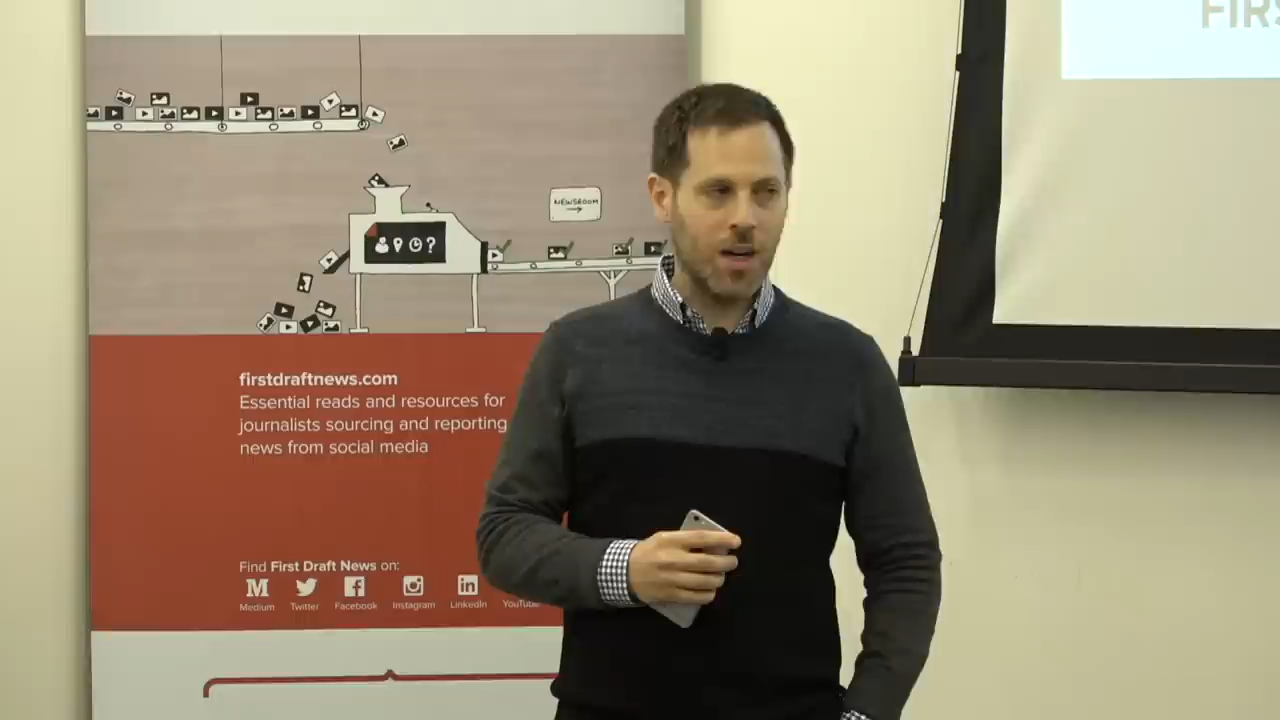 FIRS
NEWSROOM
?
firstdraftnews.com
Essential reads and resources for
journalists sourcing and reporting
news from social media
Find First Draft News on:
Medium Twitter Facebook Instagram LinkedIn YouTube